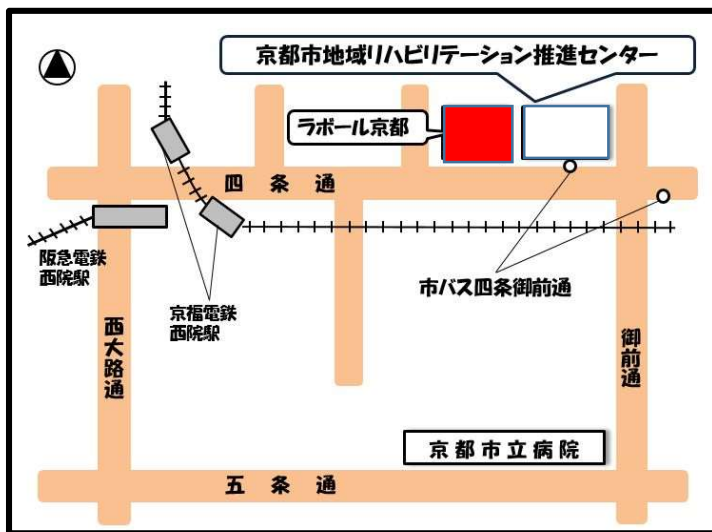 京都市地域リハビリテーション推進センター
ラボール京都
四条通
阪急電鉄
西院駅
京福電鉄
西院駅
市バス四条御前通
西大路通
御前通
京都市立病院
五条通